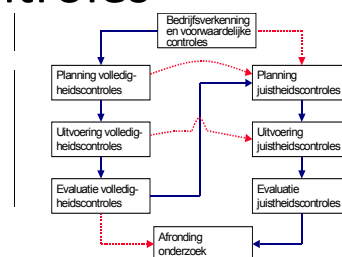 Bedrijfsverkenning
en voorwaardelijke
controles
Planning volledig-
heidscontroles
Planning
juistheidscontroles
Uitvoering volledig-
heidscontroles
Uitvoering
juistheidscontroles
Evaluatie volledig-
heidscontroles
Evaluatie
juistheidscontroles
Afronding
onderzoek